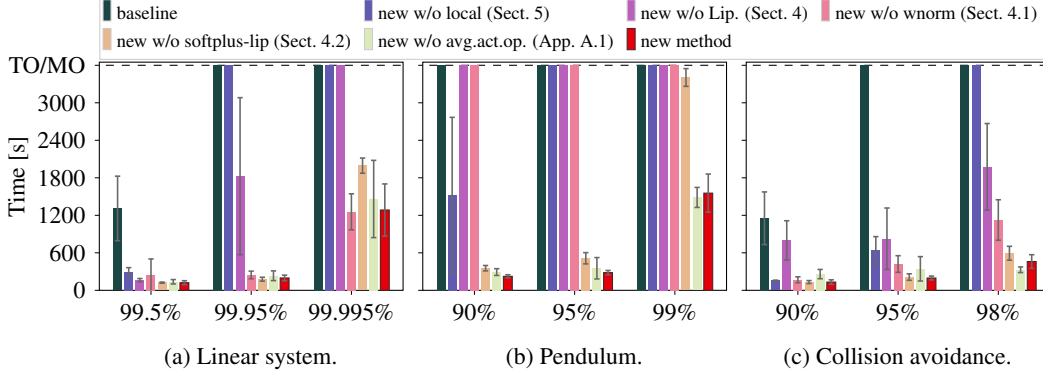 baseline new w/o local (Sect. 5) new w/o Lip. (Sect. 4) new w/o wnorm (Sect. 4.1)
new w/o softplus-lip (Sect. 4.2) new w/o avg.act.op. (App. A.1) new method
TO/MO
3000
Time [s]
1800
1200
600
0
99.5% 99.95% 99.995% 90% 95% 99% 90% 95% 98%
(a) Linear system. (b) Pendulum. (c) Collision avoidance.